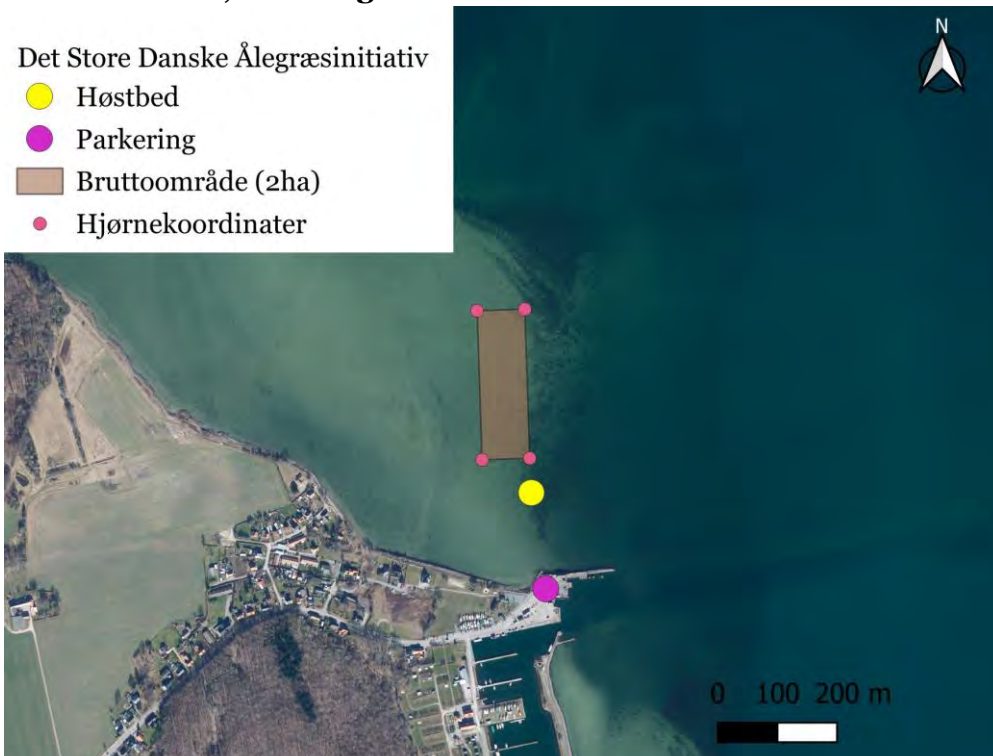 Det Store Danske Ålegræsinitiativ
Høstbed
Parkering
Bruttoområde (2ha)
Hjørnekoordinater
N
0 100 200 m